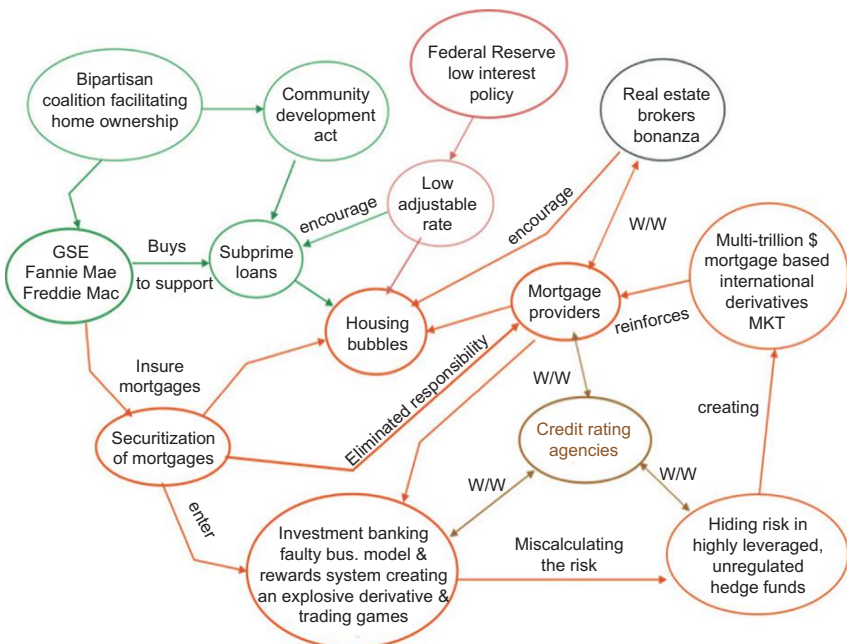 Bipartisan
coalition facilitating
home ownership
Community
development
act
Federal Reserve
low interest
policy
Real estate
brokers
bonanza
encourage
Low
adjustable
rate
encourage
W/W
GSE
Fannie Mae
Freddie Mac
Buys
to support
Subprime
loans
Multi-trillion $
mortgage based
international
derivatives
MKT
Mortgage
providers
reinforces
Housing
bubbles
Insure
mortgages
Eliminated responsibility
W/W
creating
Securitization
of mortgages
Credit rating
agencies
W/W
W/W
enter
Investment banking
faulty bus. model &
rewards system creating
an explosive derivative &
trading games
Miscalculating
the risk
Hiding risk in
highly leveraged,
unregulated
hedge funds